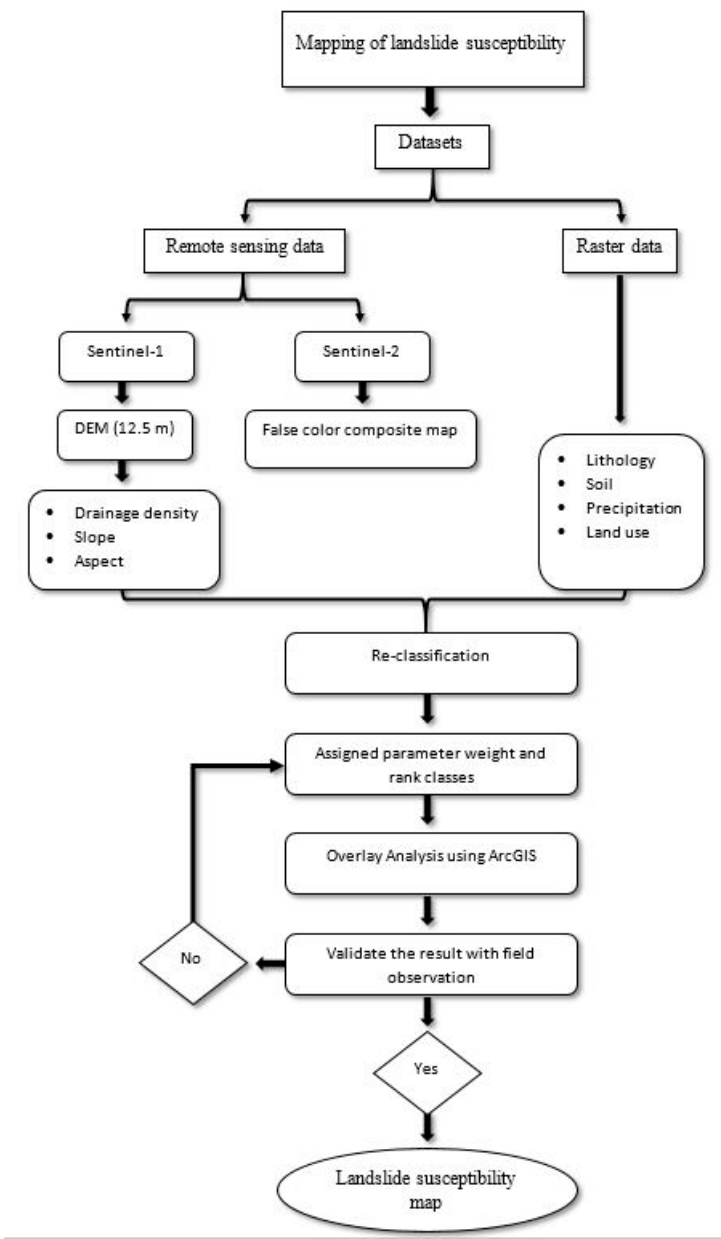 Mapping of landslide susceptibility
Datasets
Remote sensing data
Raster data
Sentinel-1
Sentinel-2
DEM (12.5 m)
False color composite map
• Drainage density
• Slope
• Aspect
• Lithology
• Soil
• Precipitation
• Land use
Re-classification
Assigned parameter weight and
rank classes
Overlay Analysis using ArcGIS
Validate the result with field
observation
No
Yes
Landslide susceptibility
map